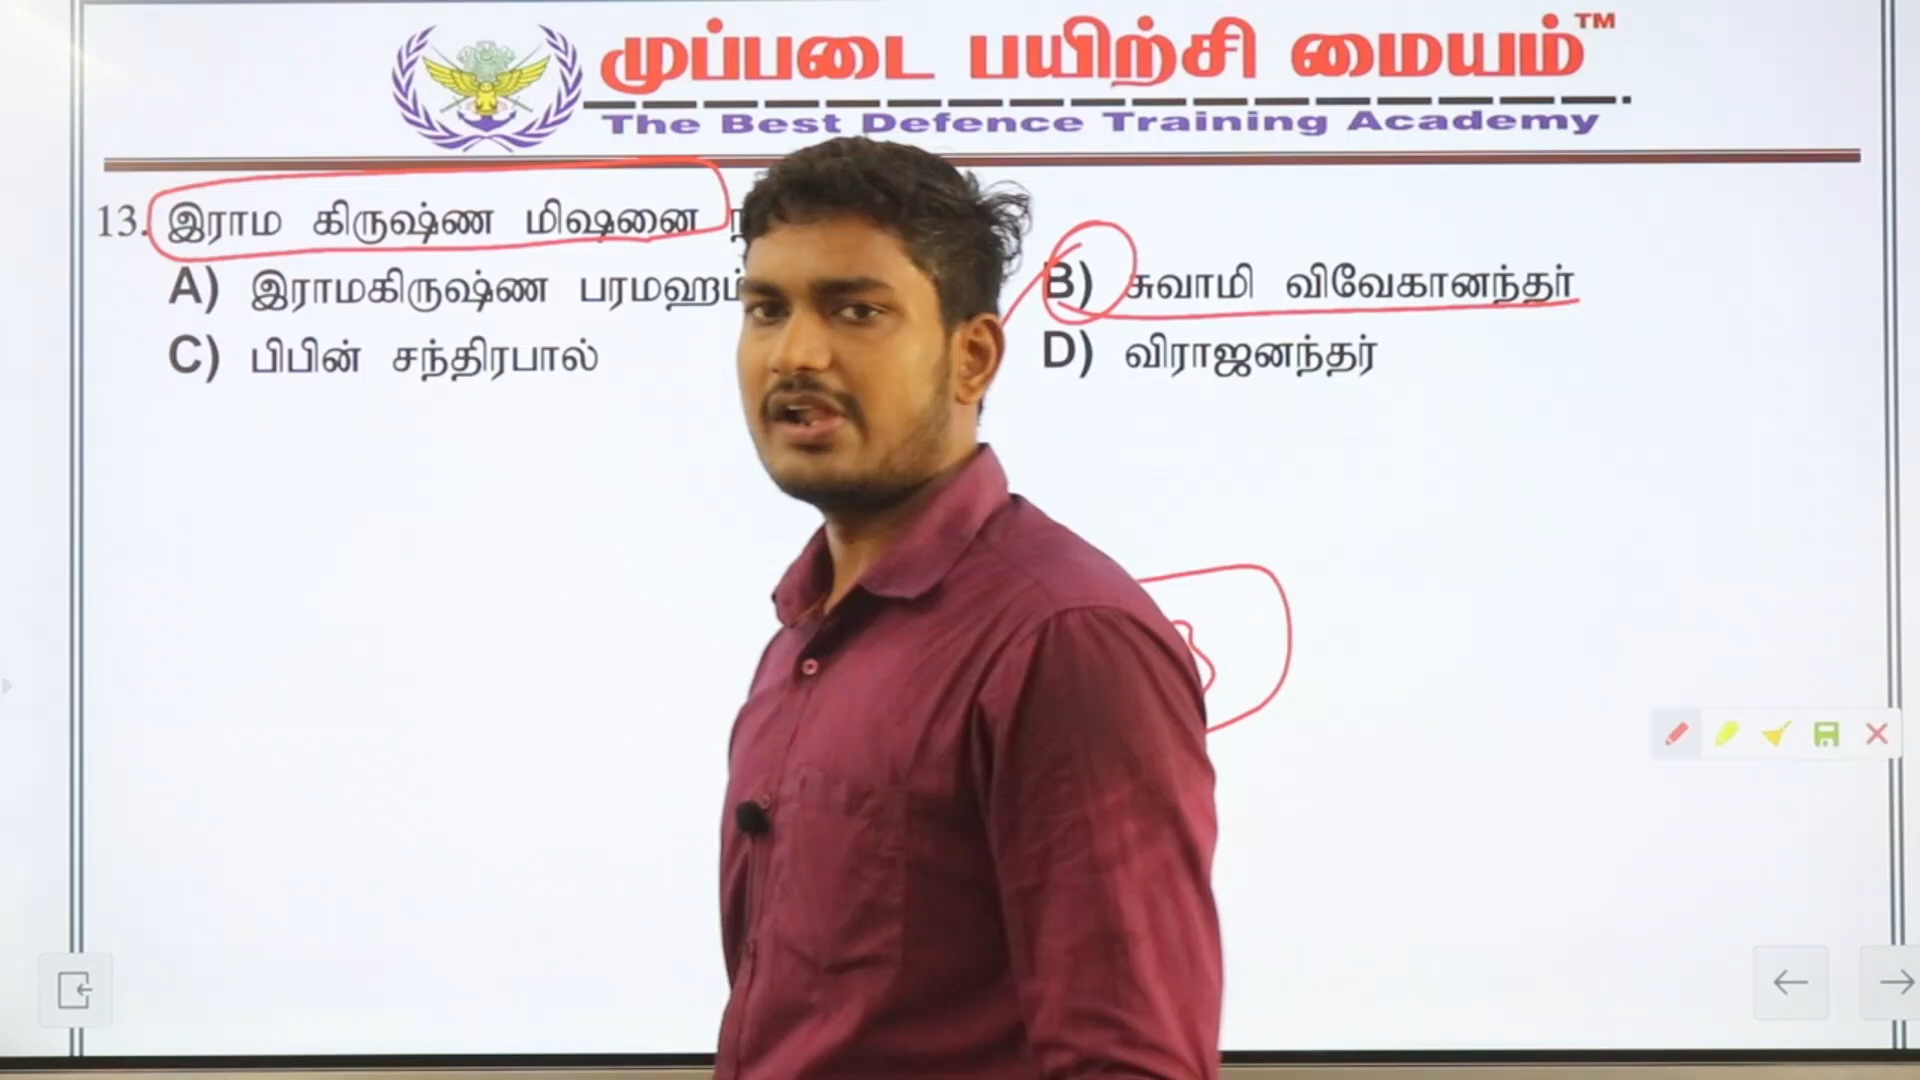 முப்படை பயிற்சி மையம்™
The Best Defence Training Academy
13. இராம கிருஷ்ண மிஷனை
A) இராமகிருஷ்ண
B) சுவாமி விவேகானந்தர்
C) பிபின் சந்திரபால்
D) விராஜனந்தர்